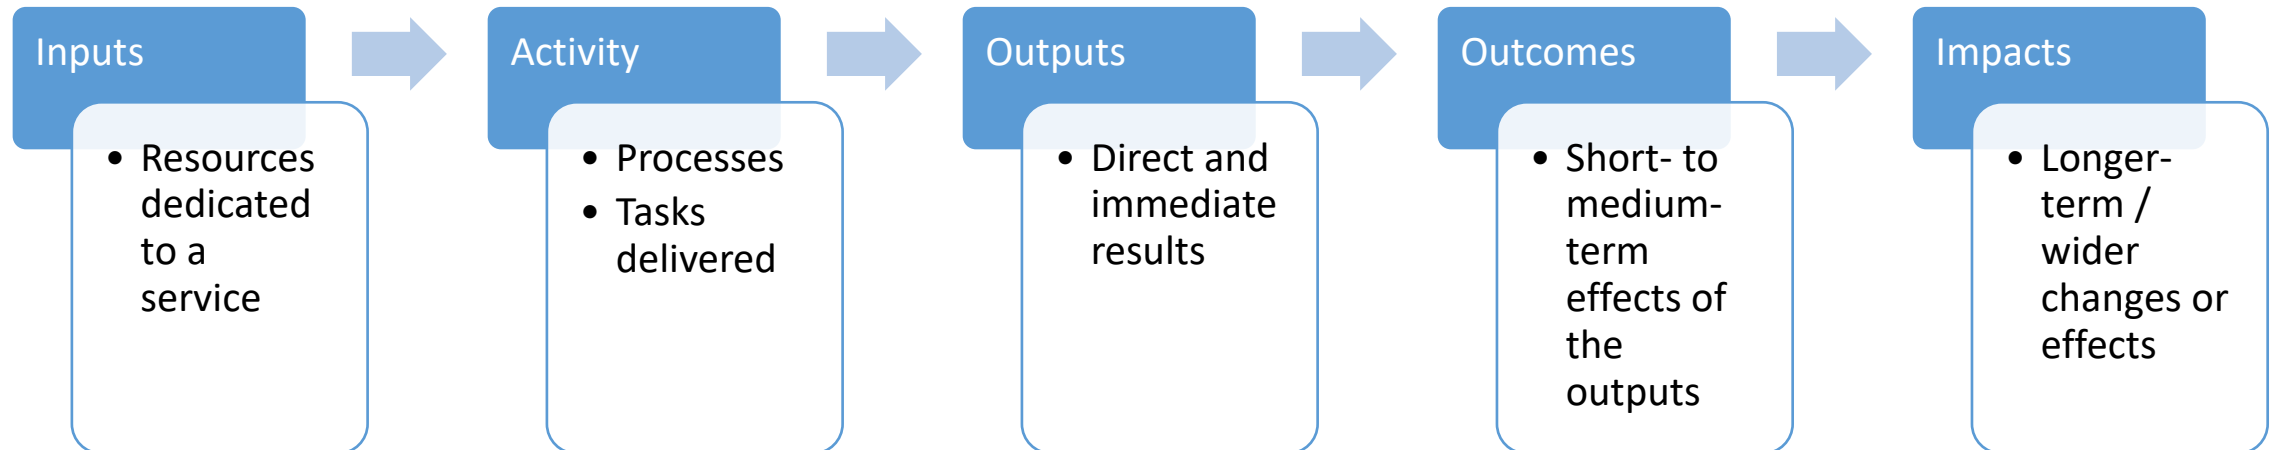 Inputs
• Resources
dedicated
to a
service
Activity
• Processes
• Tasks
delivered
Outputs
• Direct and
immediate
results
Outcomes
• Short- to
medium-
term
effects of
the
outputs
Impacts
• Longer-
term /
wider
changes or
effects